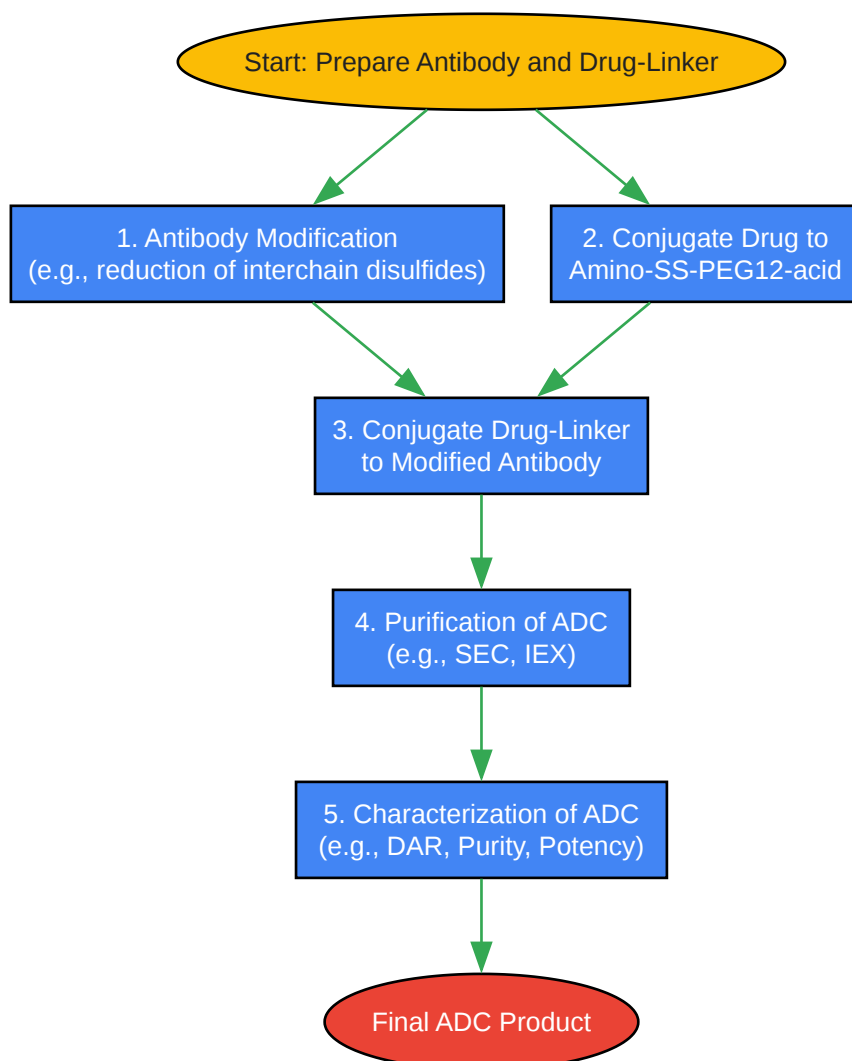 Start: Prepare Antibody and Drug-Linker
1. Antibody Modification
(e.g., reduction of interchain disulfides)
2. Conjugate Drug to
Amino-SS-PEG12-acid
3. Conjugate Drug-Linker
to Modified Antibody
4. Purification of ADC
(e.g., SEC, IEX)
5. Characterization of ADC
(e.g., DAR, Purity, Potency)
Final ADC Product